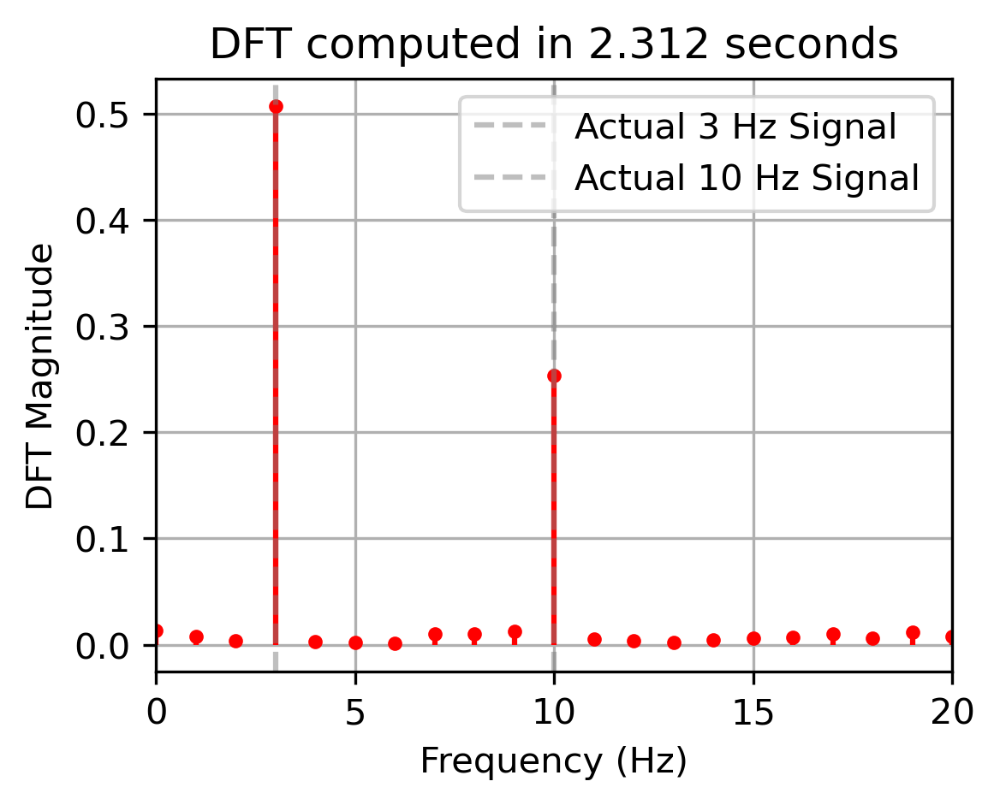 DFT computed in 2.312 seconds
Actual 3 Hz Signal
Actual 10 Hz Signal
DFT Magnitude
0.5
0.4
0.3
0.2
0.1
0.0
0 5 10 15 20
Frequency (Hz)